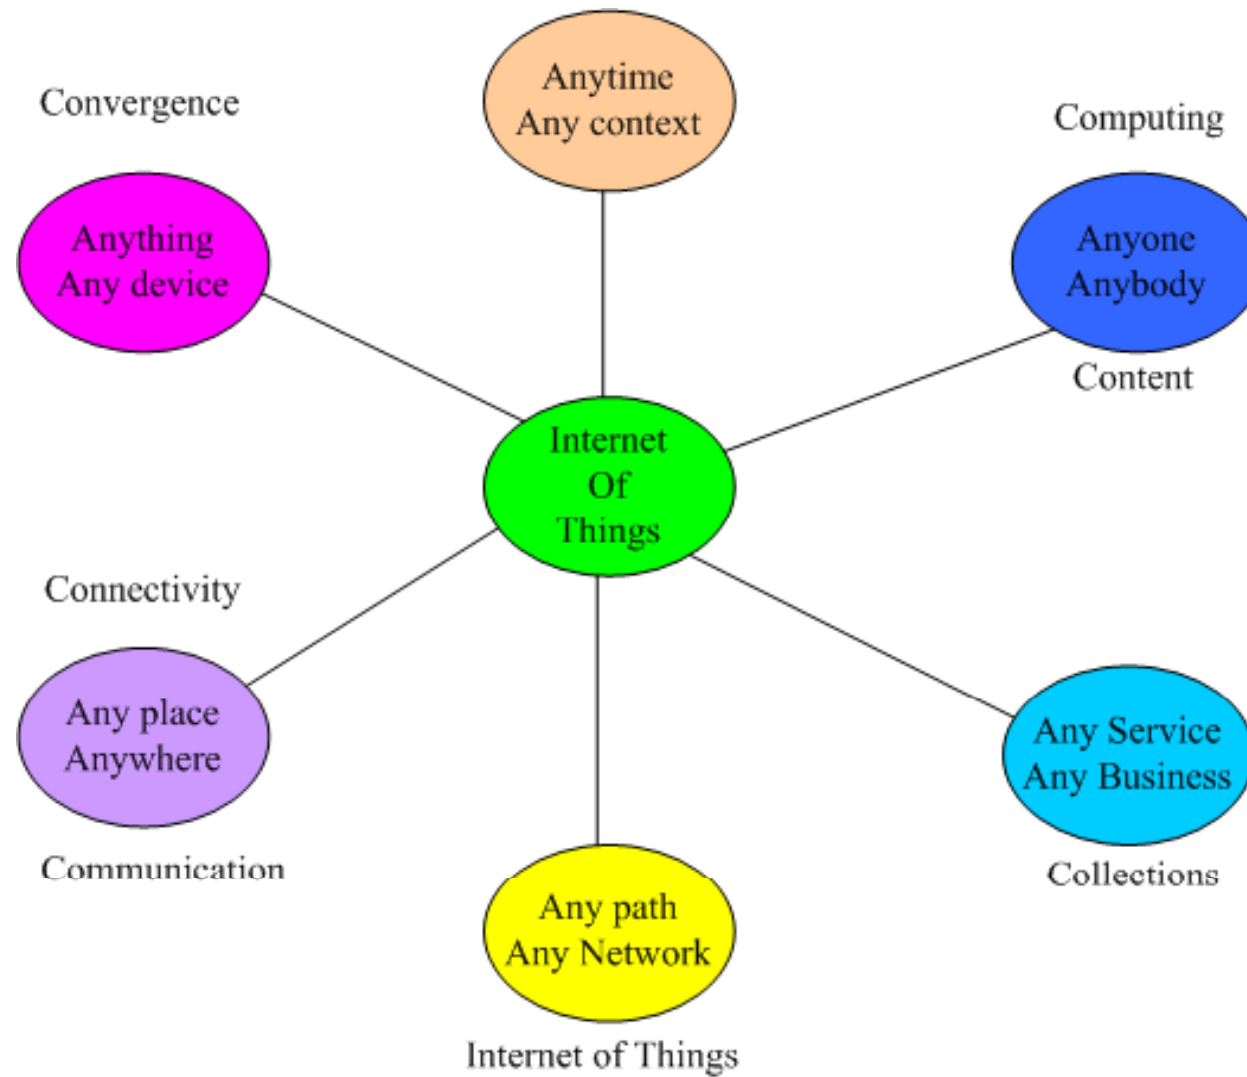 Anytime
Any context
Convergence
Computing
Anything
Any device
Anyone
Anybody
Content
Internet
Of
Things
Connectivity
Any place
Anywhere
Any Service
Any Business
Communication
Collections
Any path
Any Network
Internet of Things